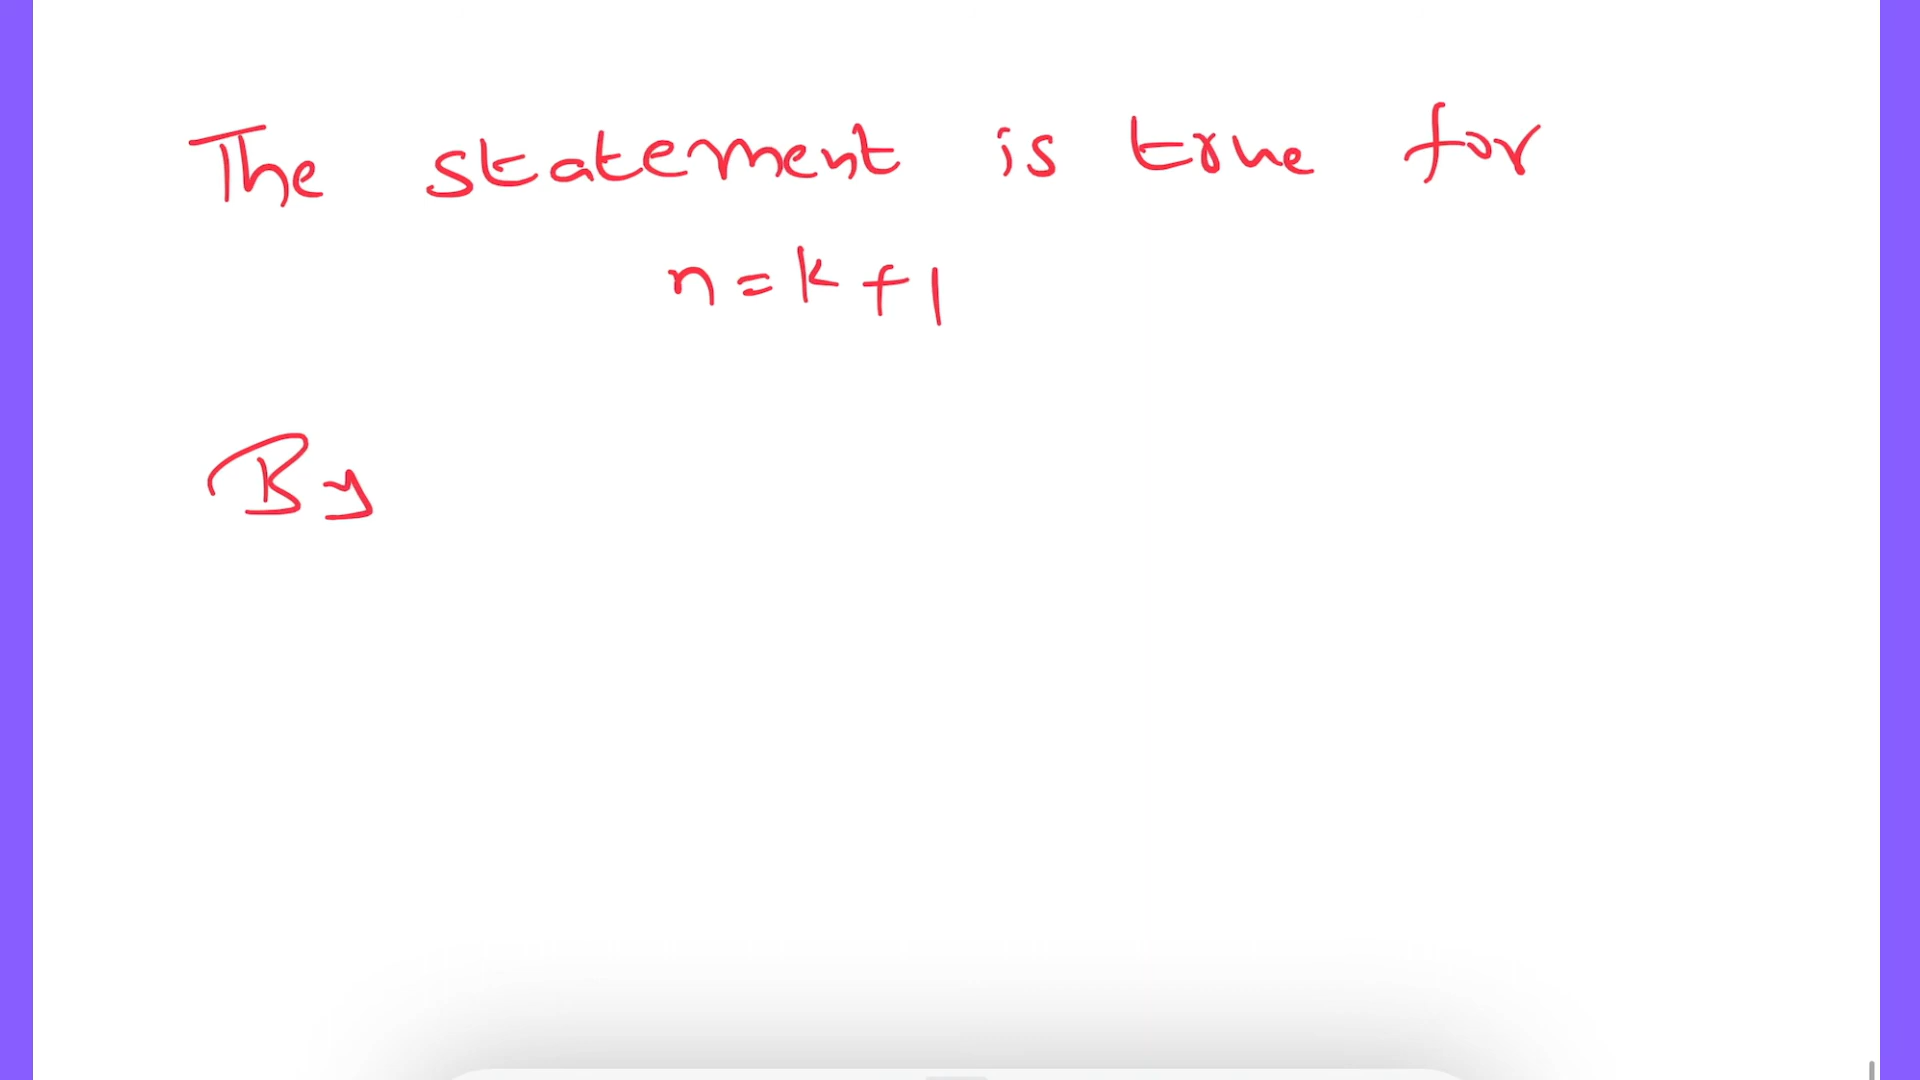 The statement is true for
n = k + 1
By